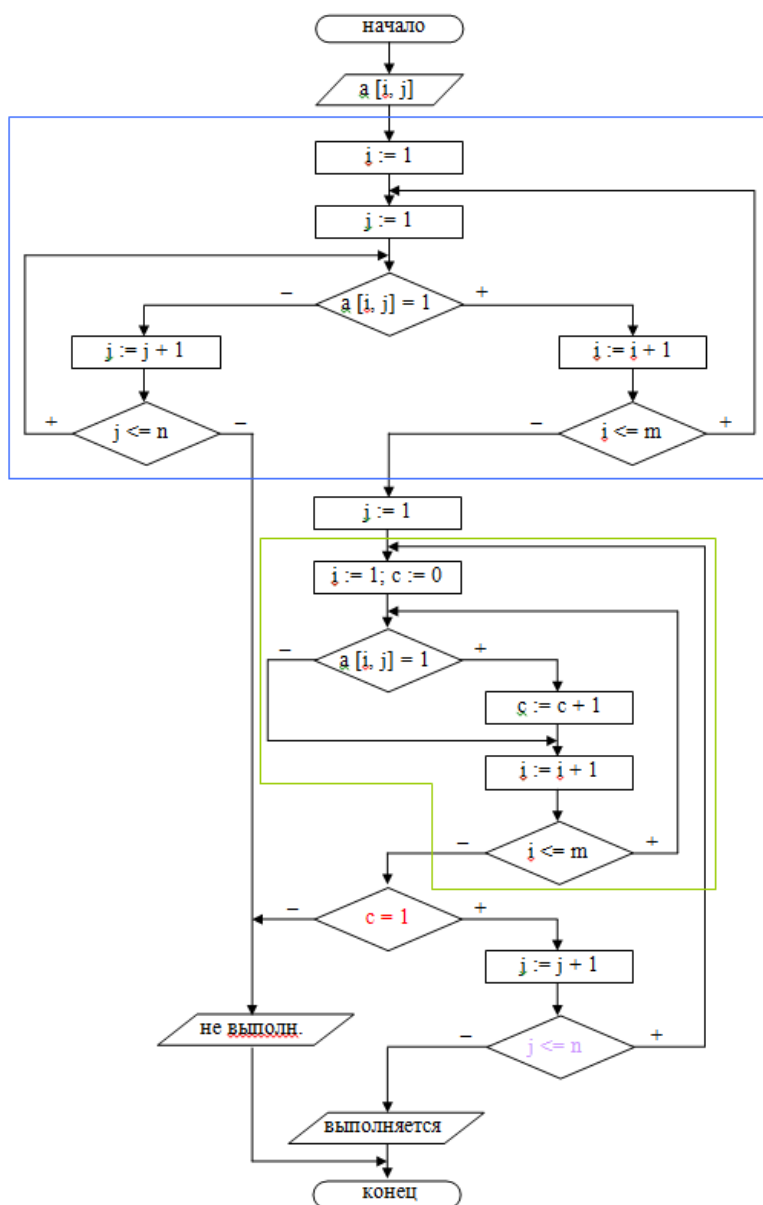 начало
a [i, j]
i := 1
j := 1
a [i, j] = 1
–
+
j := j + 1
i := i + 1
+
j <= n
–
–
i <= m
+
j := 1
i := 1; c := 0
–
a [i, j] = 1
+
c := c + 1
i := i + 1
–
i <= m
+
–
c = 1
+
j := j + 1
не выполн.
–
j <= n
+
выполняется
конец